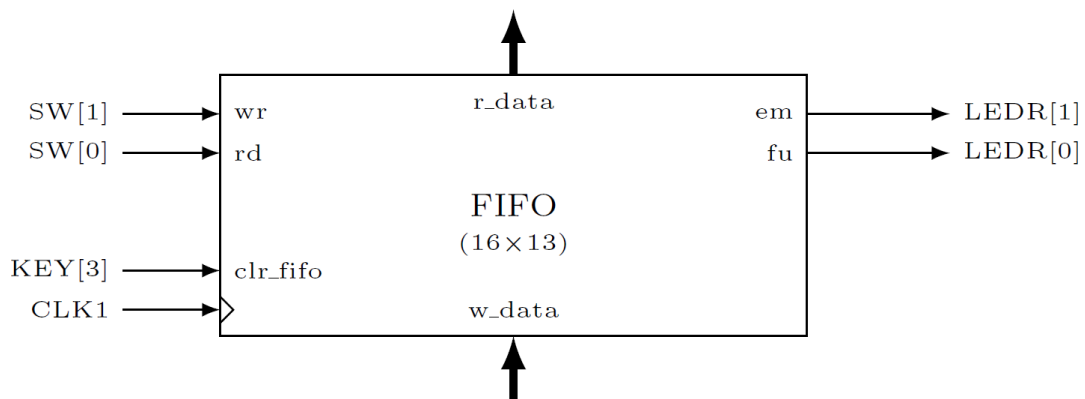 r_data
SW[1] wr em LEDR[1]
SW[0] rd fu LEDR[0]
FIFO
(16×13)
KEY[3] clr_fifo
CLK1 w_data